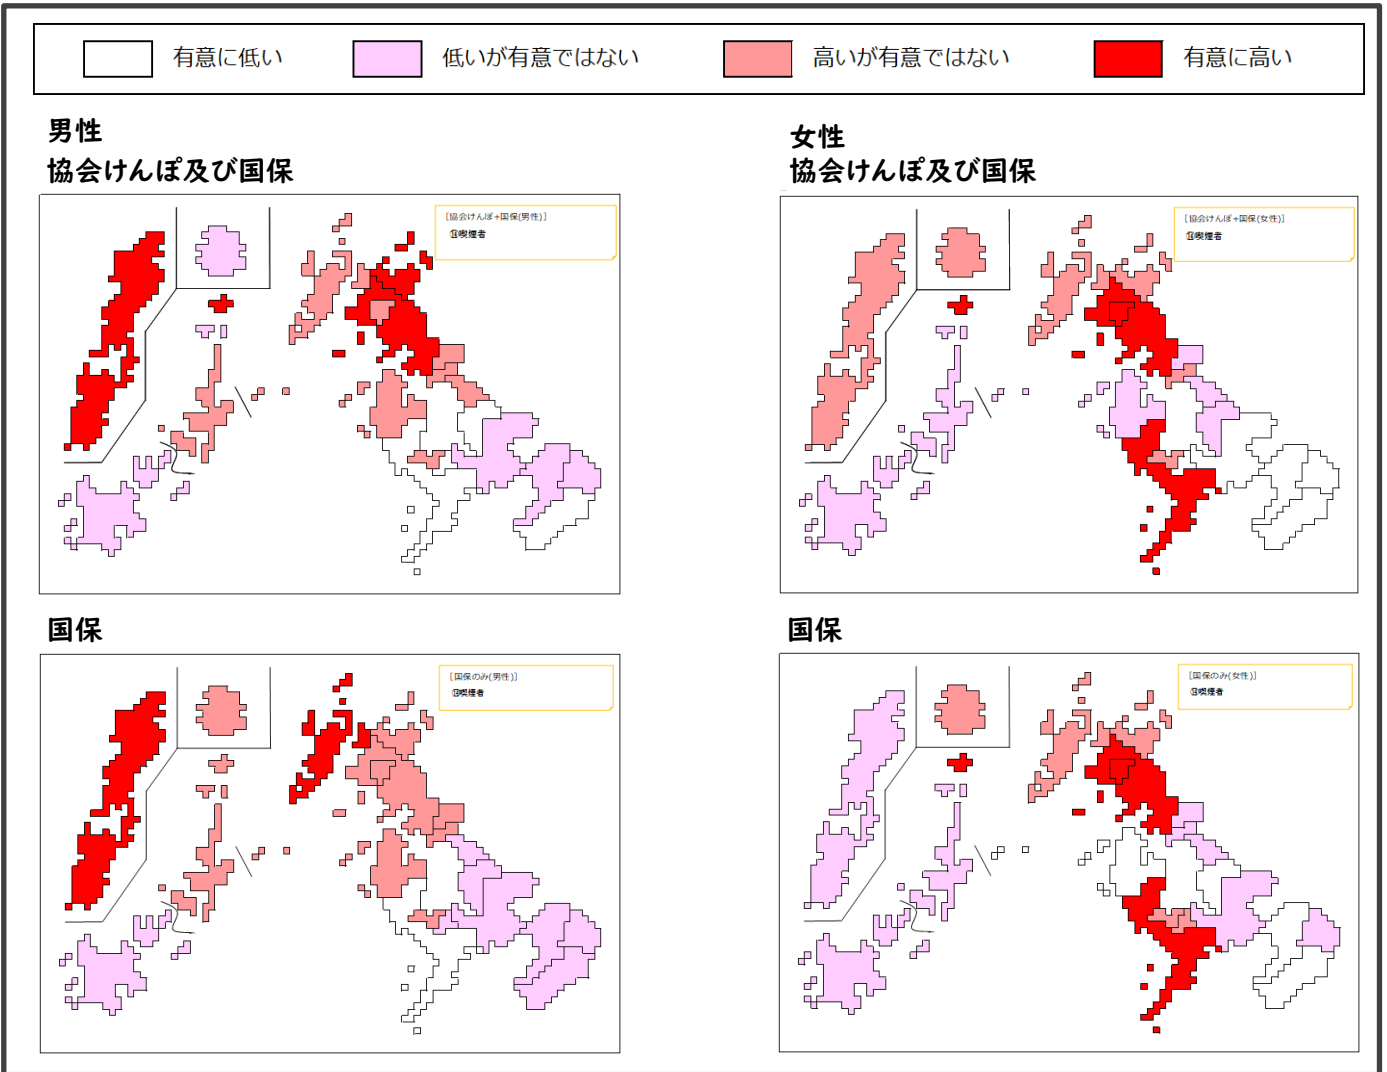 有意に低い
低いが有意ではない
高いが有意ではない
有意に高い
男性
協会けんぽ及び国保
女性
協会けんぽ及び国保
[協会けんぽ+国保(男性)]
⑭喫煙者
[協会けんぽ+国保(女性)]
⑭喫煙者
国保
国保
[国保のみ(男性)]
喫煙者
[国保のみ(女性)]
喫煙者